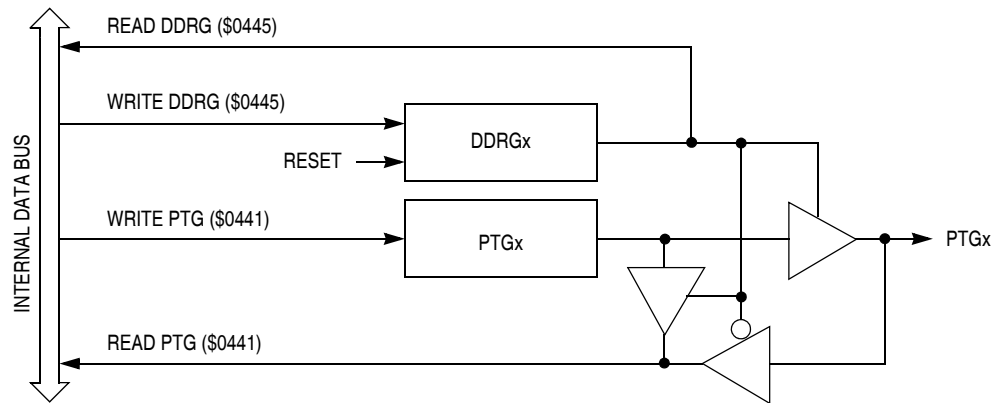 READ DDRG ($0445)
WRITE DDRG ($0445)
DDRGx
RESET
INTERNAL DATA BUS
WRITE PTG ($0441)
PTGx
PTGx
READ PTG ($0441)